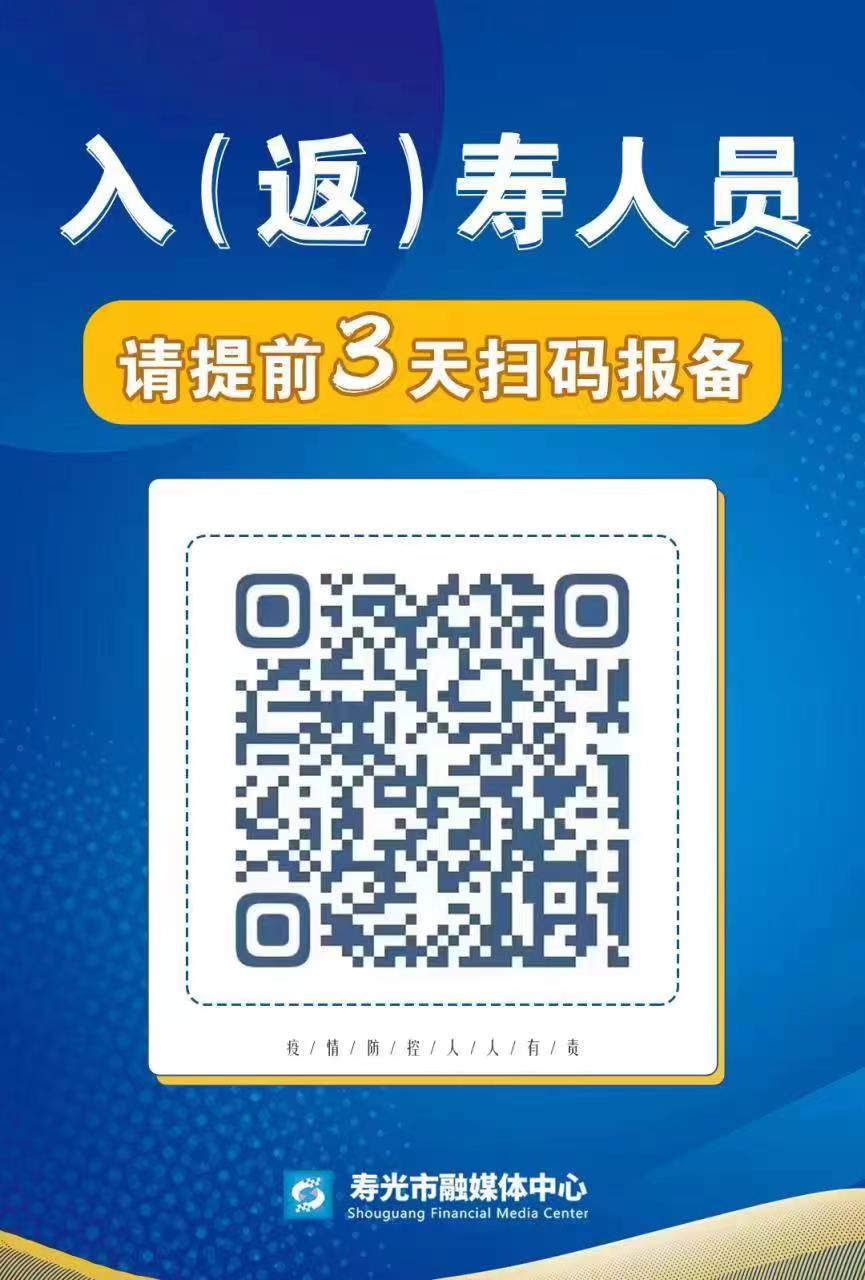 入(返)寿人员
请提前3天扫码报备
疫/情/防/控/人/人/有/责
寿光市融媒体中心
Shouguang Financial Media Center